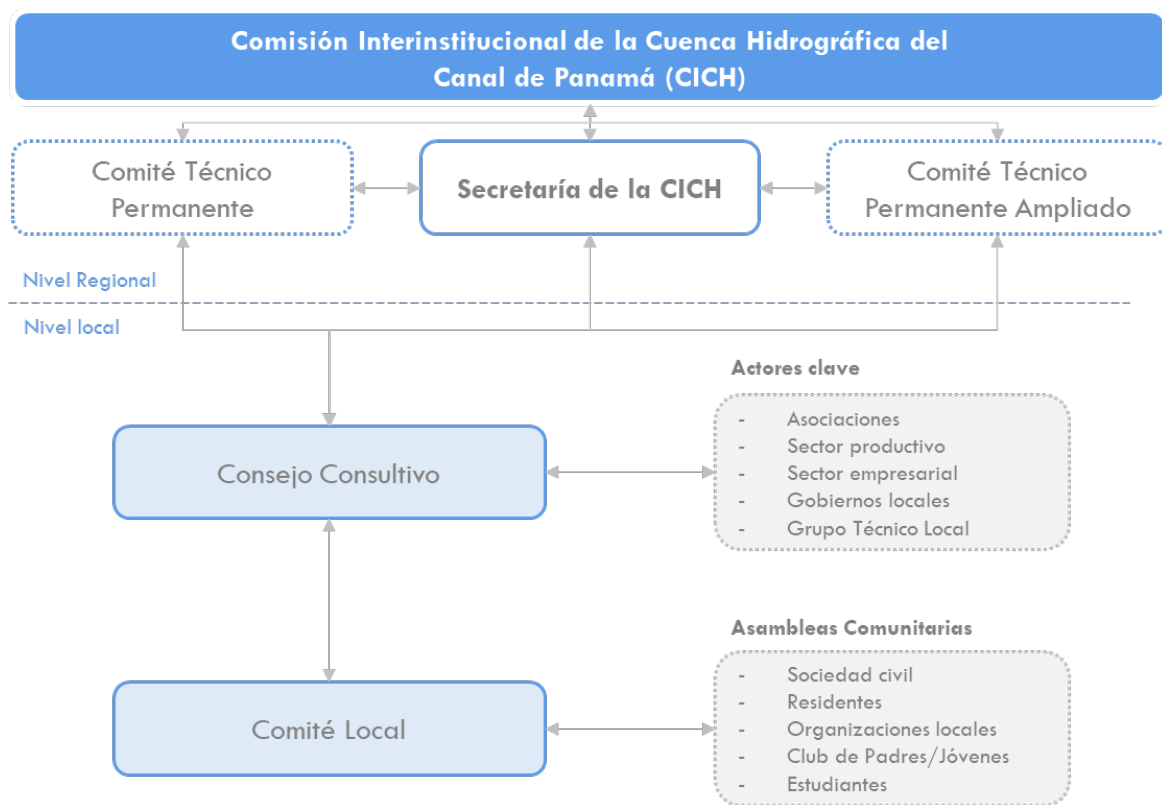 Comisión Interinstitucional de la Cuenca Hidrográfica del
Canal de Panamá (CICH)
Comité Técnico
Permanente
Secretaría de la CICH
Comité Técnico
Permanente Ampliado
Nivel Regional
Nivel local
Actores clave
- Asociaciones
- Sector productivo
- Sector empresarial
- Gobiernos locales
- Grupo Técnico Local
Consejo Consultivo
Asambleas Comunitarias
- Sociedad civil
- Residentes
- Organizaciones locales
- Club de Padres/Jóvenes
- Estudiantes
Comité Local